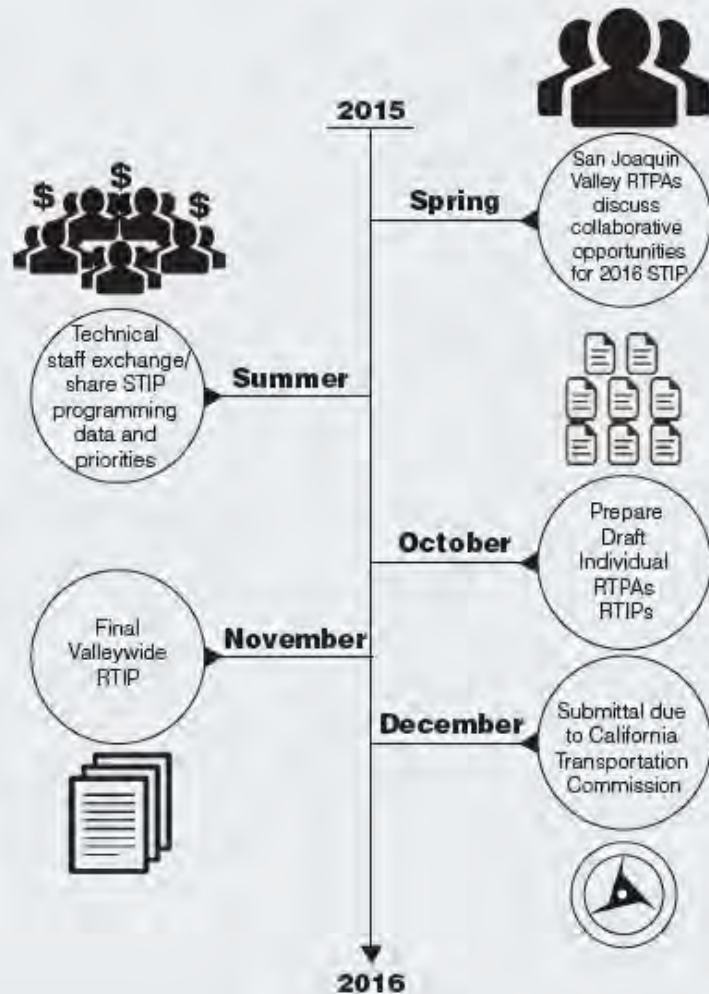 2015
Spring
San Joaquin
Valley RTPAs
discuss
collaborative
opportunities
for 2016 STIP
$ $ $
Technical
staff exchange/
share STIP
programming
data and
priorities
Summer
October
Prepare
Draft
Individual
RTPAs
RTIPs
Final
Valleywide
RTIP
November
December
Submittal due
to California
Transportation
Commission
2016